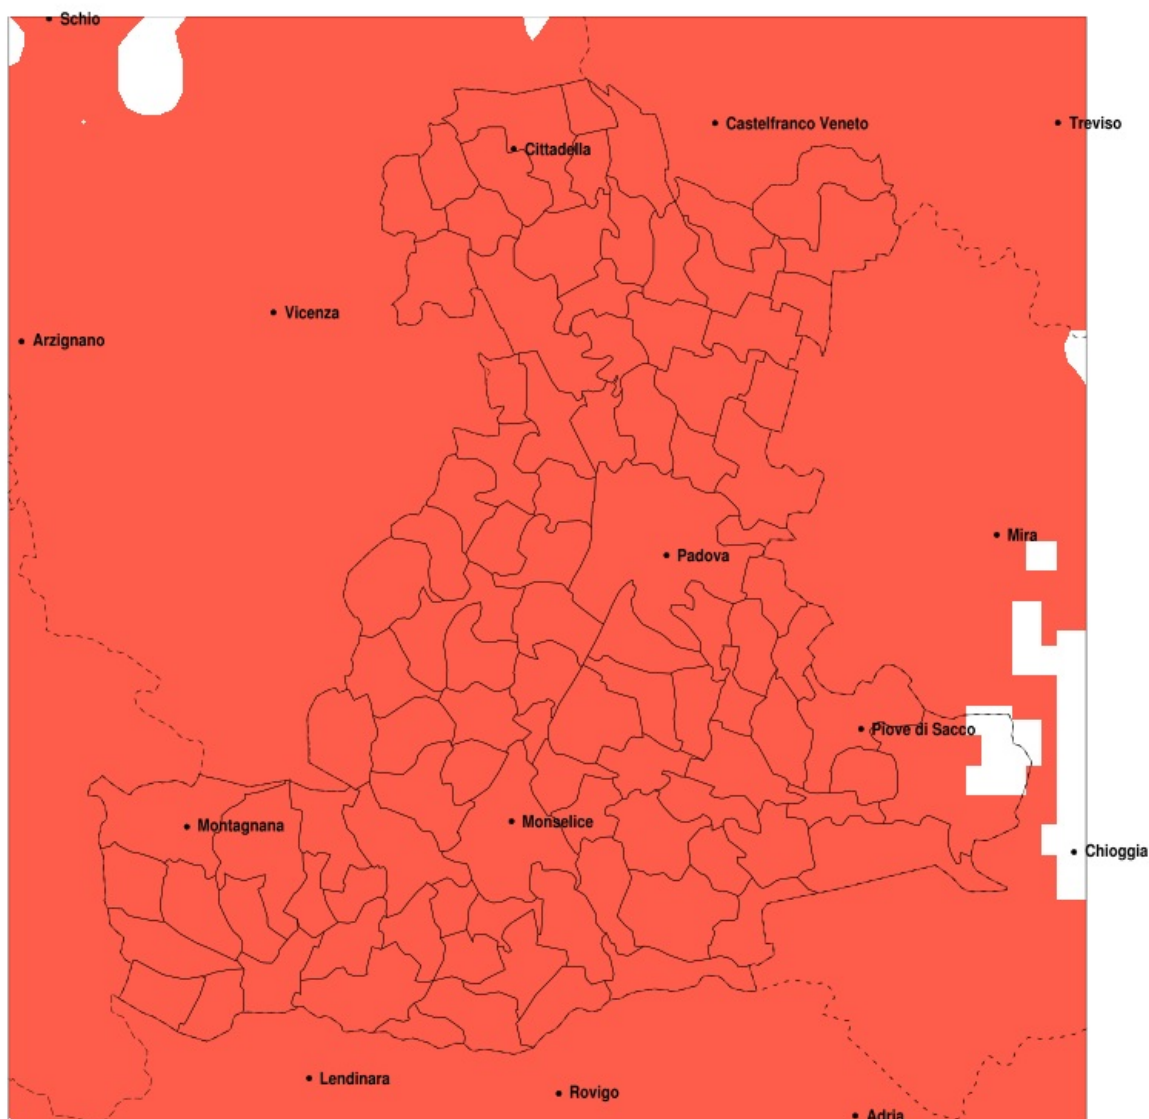 Schio
Castelfranco Veneto
Treviso
Cittadella
Vicenza
Arzignano
Mira
Padova
Piove di Sacco
Montagnana
Monselice
Chioggia
Lendinara
Rovigo
Adria